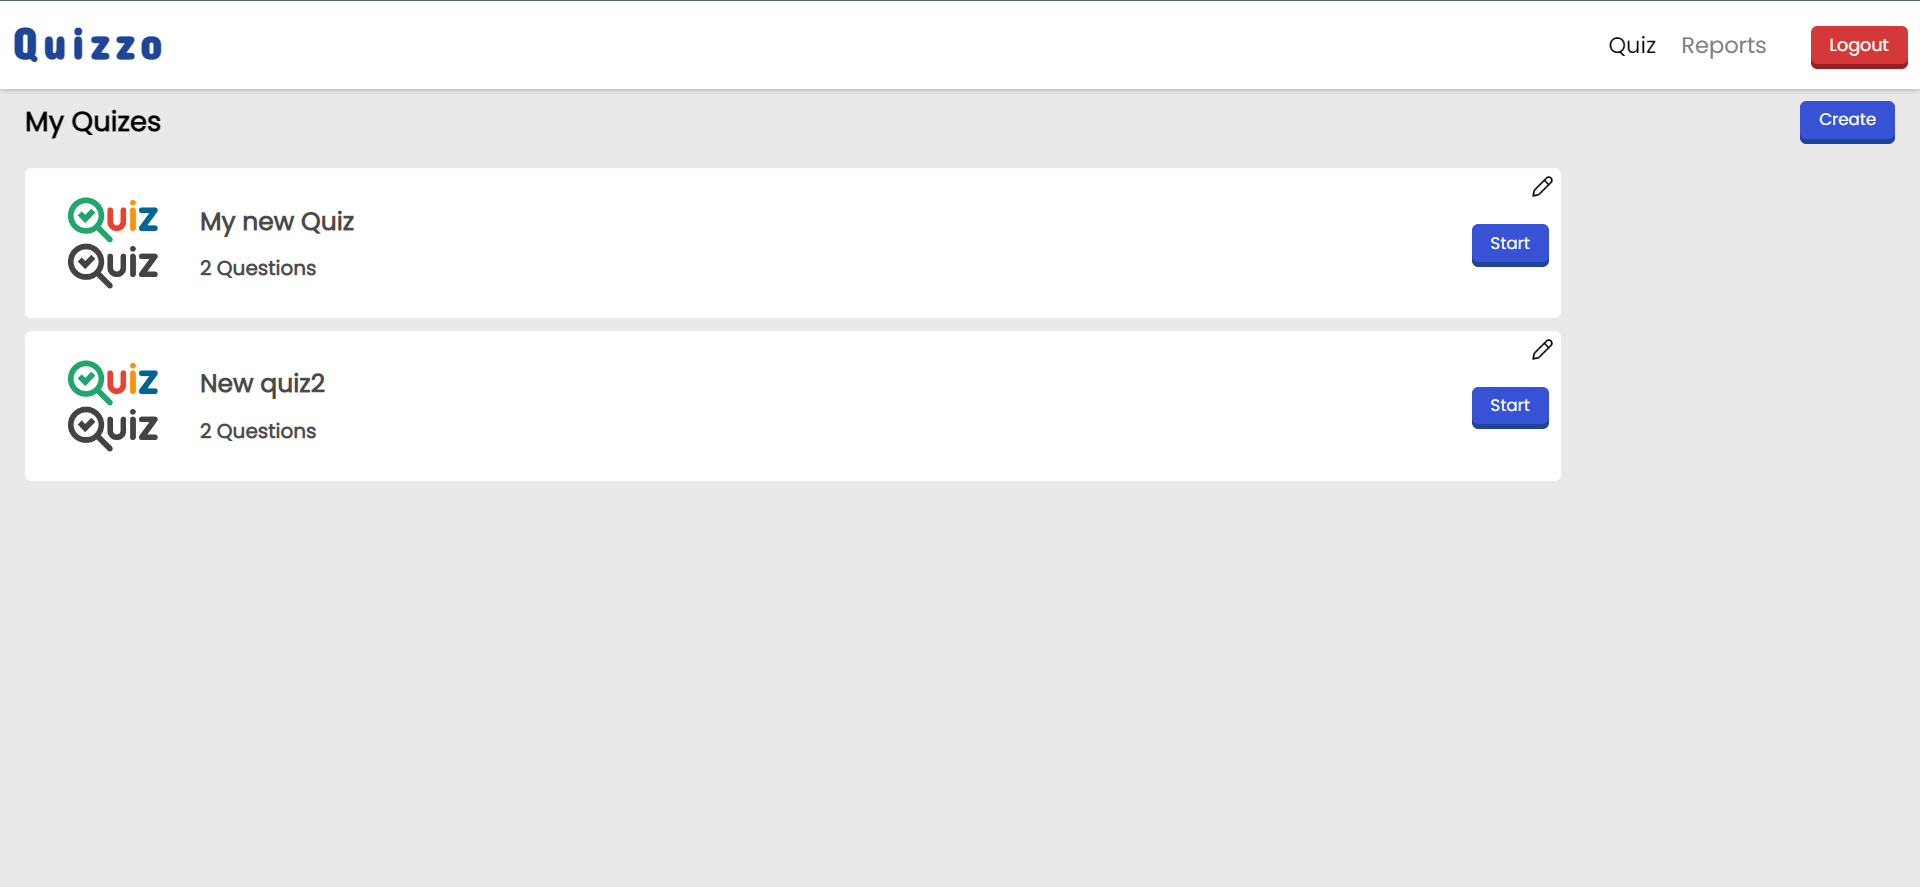 Quizzo
Quiz Reports Logout
My Quizes
Create
Quiz
Quiz
My new Quiz
2 Questions
Start
Quiz
Quiz
New quiz2
2 Questions
Start